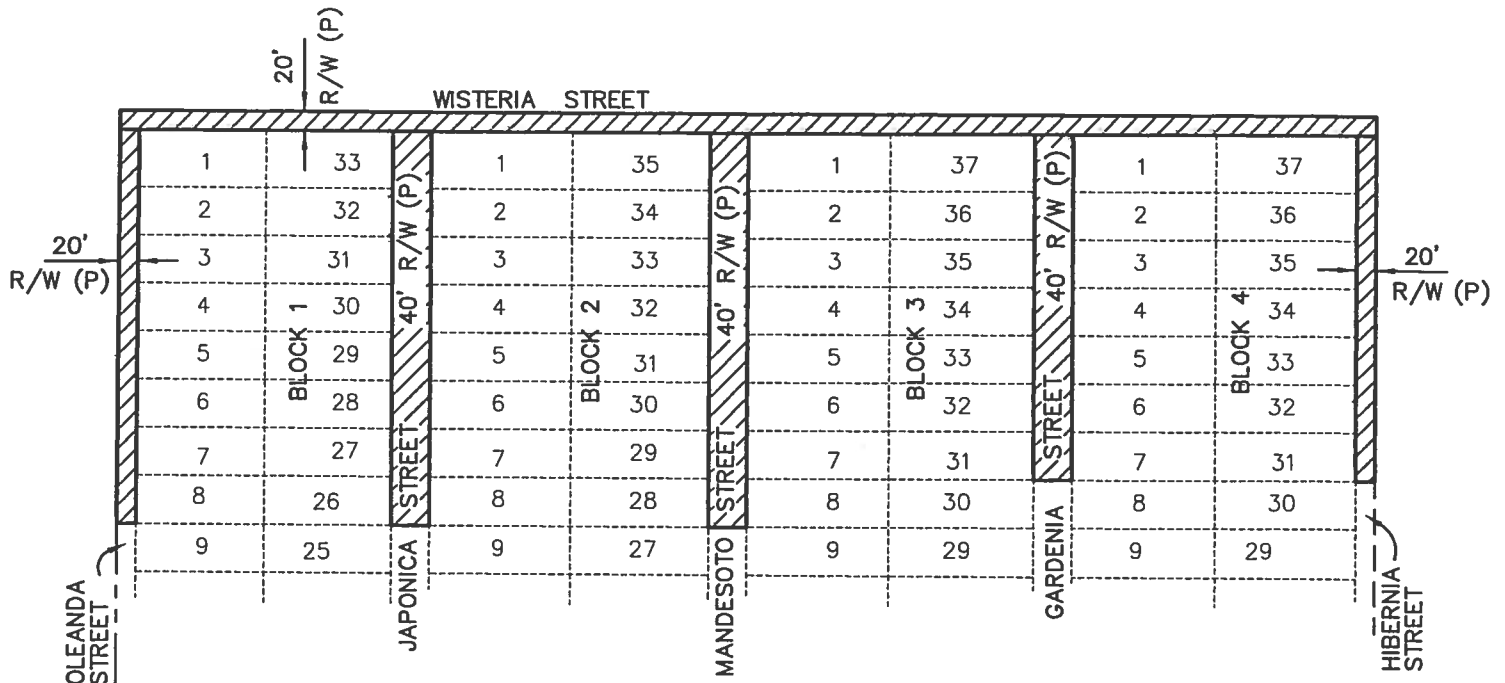 20'
R/W (P)
WISTERIA STREET
1 33 1 35 1 37 1 37
2 32 2 34 2 36 2 36
3 31 3 33 3 35 3 35
4 30 4 32 4 34 4 34
5 29 5 31 5 33 5 33
6 28 6 30 6 32 6 32
7 27 7 29 7 31 7 31
8 26 8 28 8 30 8 30
9 25 9 27 9 29 9 29
20'
R/W (P)
BLOCK 1
STREET 40' R/W (P)
BLOCK 2
STREET 40' R/W (P)
BLOCK 3
STREET 40' R/W (P)
BLOCK 4
20'
R/W (P)
OLEANDA
STREET
JAPONICA
MANDESOTO
GARDENIA
HIBERNIA
STREET